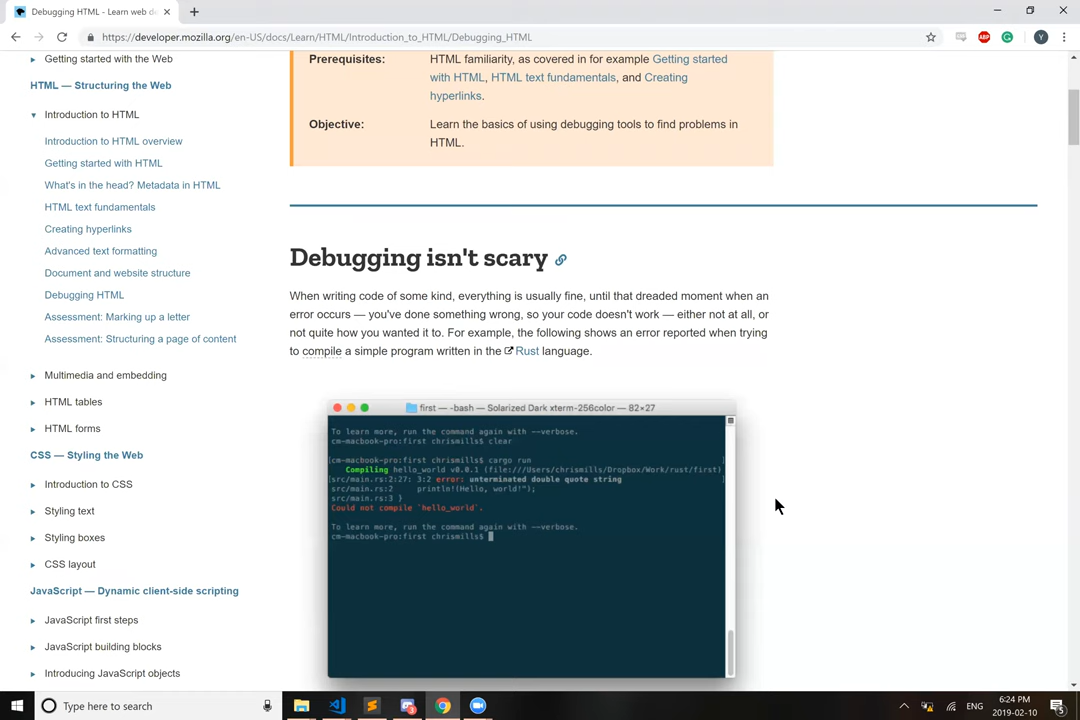 Debugging HTML - Learn web de
https://developer.mozilla.org/en-US/docs/Learn/HTML/Introduction_to_HTML/Debugging_HTML
ABP
Y
Getting started with the Web
HTML — Structuring the Web
Introduction to HTML
Introduction to HTML overview
Getting started with HTML
What's in the head? Metadata in HTML
HTML text fundamentals
Creating hyperlinks
Advanced text formatting
Document and website structure
Debugging HTML
Assessment: Marking up a letter
Assessment: Structuring a page of content
Multimedia and embedding
HTML tables
HTML forms
CSS — Styling the Web
Introduction to CSS
Styling text
Styling boxes
CSS layout
JavaScript — Dynamic client-side scripting
JavaScript first steps
JavaScript building blocks
Introducing JavaScript objects
Prerequisites: HTML familiarity, as covered in for example Getting started
with HTML, HTML text fundamentals, and Creating
hyperlinks.
Objective: Learn the basics of using debugging tools to find problems in
HTML.
Debugging isn't scary
When writing code of some kind, everything is usually fine, until that dreaded moment when an
error occurs — you've done something wrong, so your code doesn't work — either not at all, or
not quite how you wanted it to. For example, the following shows an error reported when trying
to compile a simple program written in the Rust language.
first — -bash — Solarized Dark xterm-256color — 82×27
To learn more, run the command again with --verbose.
cm-macbook-pro:first chrismills$ clear
[cm-macbook-pro:first chrismills$ cargo run ]
Compiling hello_world v0.0.1 (file:///Users/chrismills/Dropbox/Work/rust/first)
[src/main.rs:2:27: 3:2 error: unterminated double quote string ]
src/main.rs:2 println!(Hello, world!");
src/main.rs:3 }
Could not compile `hello_world`.
To learn more, run the command again with --verbose.
cm-macbook-pro:first chrismills$
Type here to search
3
ENG
6:24 PM
2019-02-10
5